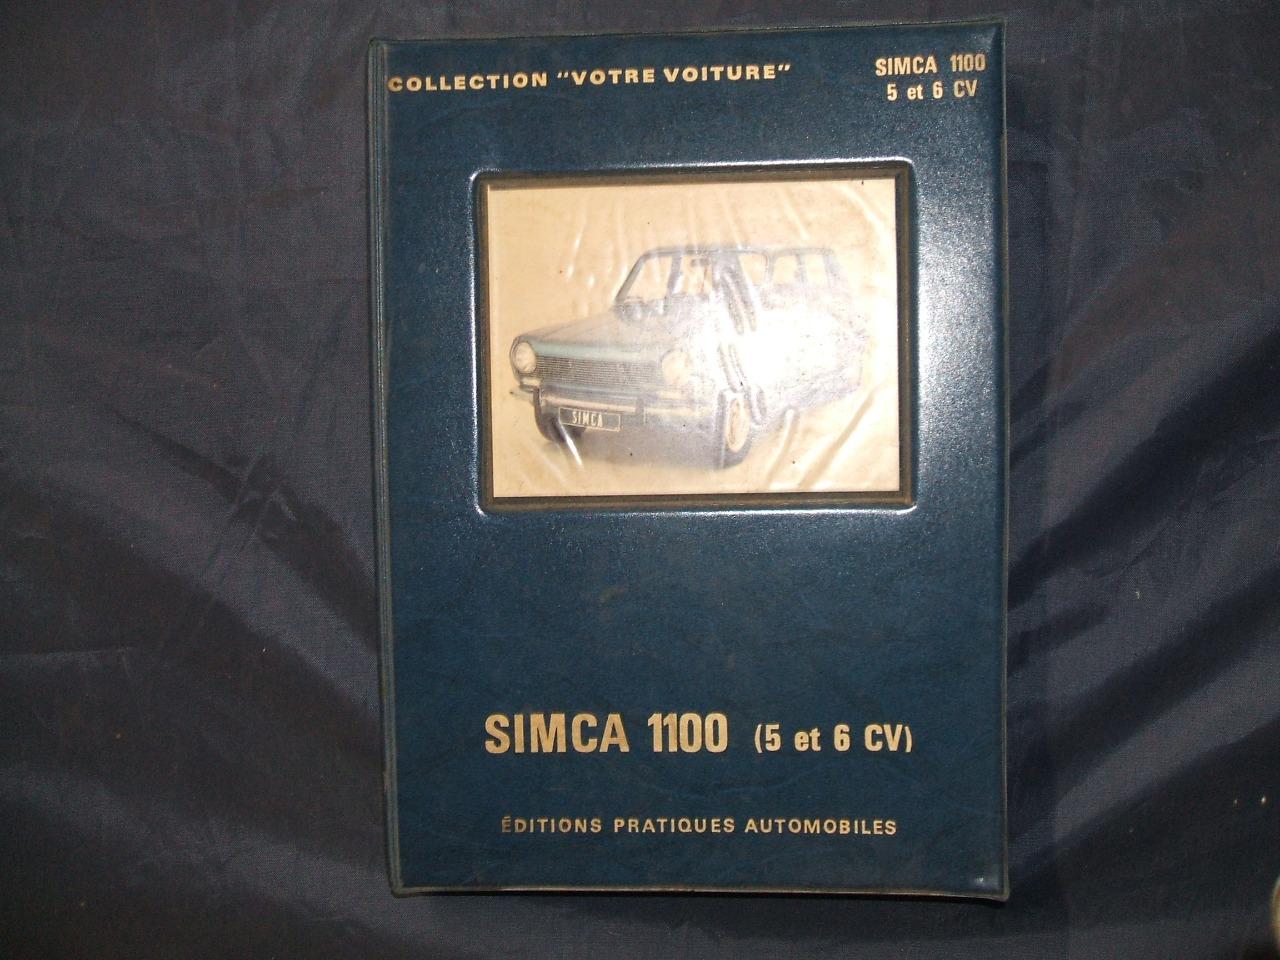 COLLECTION "VOTRE VOITURE"
SIMCA 1100
5 et 6 CV
SIMCA
SIMCA 1100 (5 et 6 CV)
ÉDITIONS PRATIQUES AUTOMOBILES